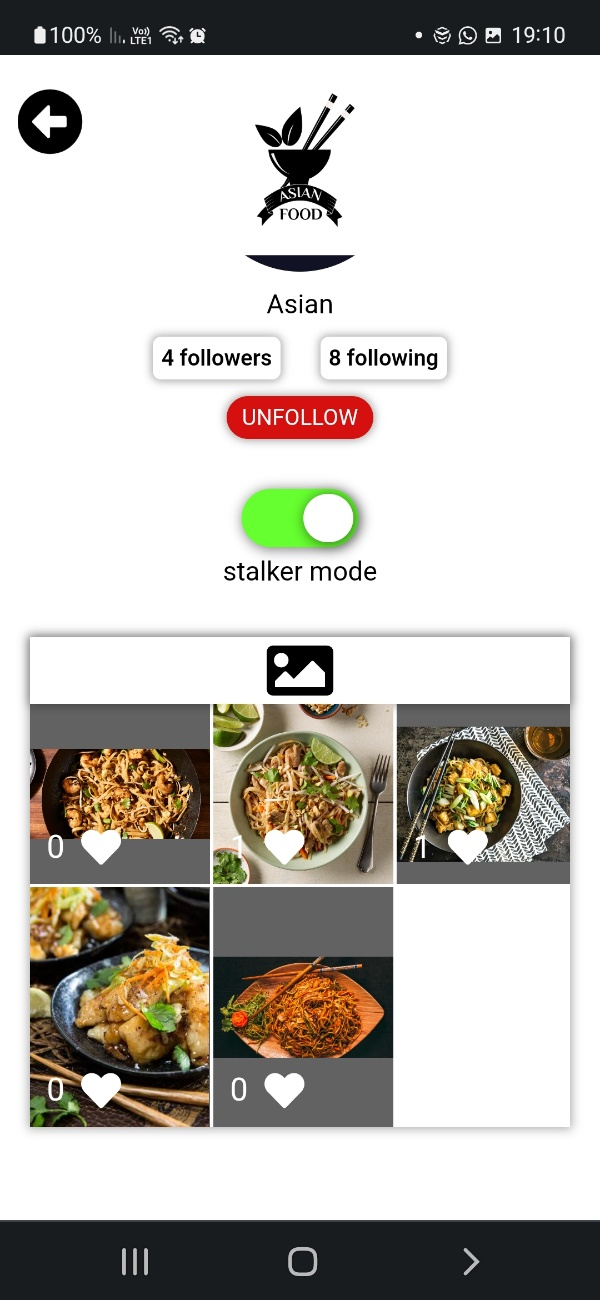 100% Vo)) LTE1 19:10
ASIAN
FOOD
Asian
4 followers 8 following
UNFOLLOW
stalker mode
0 1 1
0 0